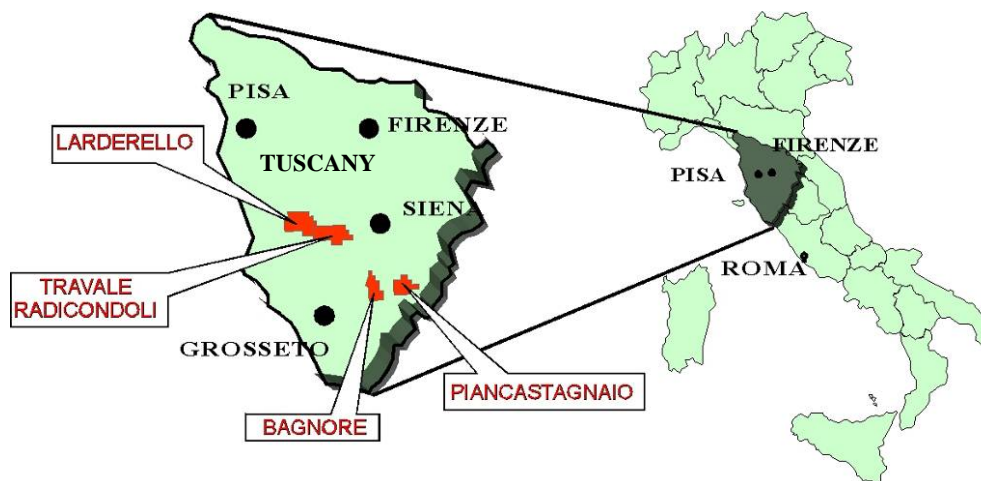 PISA
FIRENZE
LARDERELLO
TUSCANY
SIENA
TRAVALE
RADICONDOLI
GROSSETO
BAGNORE
PIANCASTAGNAIO
FIRENZE
PISA
ROMA